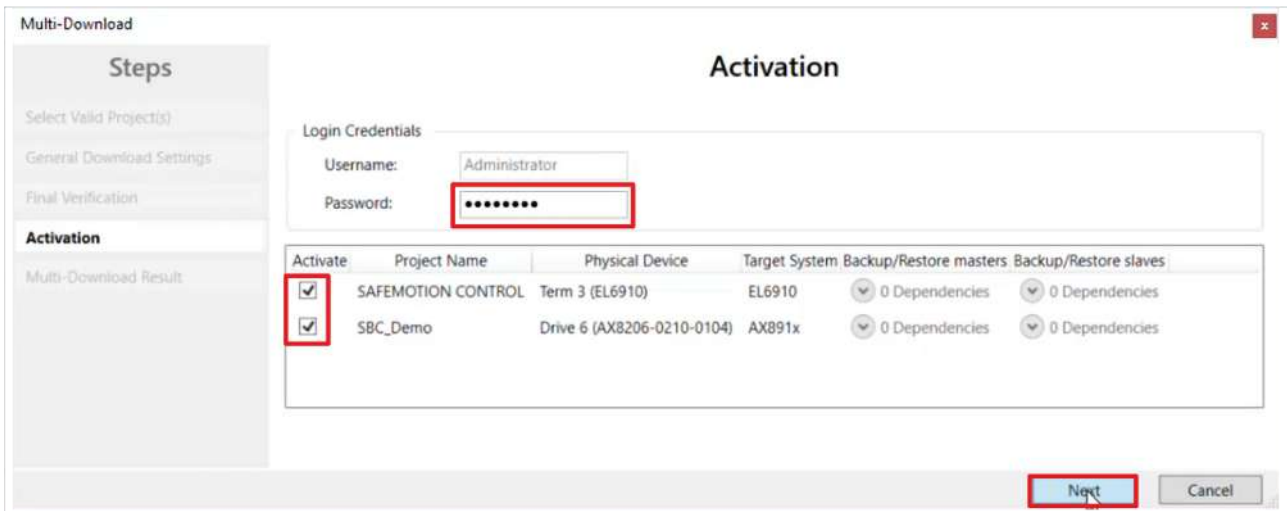 Multi-Download
x
Steps
Activation
Select Valid Project(s)
General Download Settings
Final Verification
Activation
Multi-Download Result
Login Credentials
Username: Administrator
Password: ●●●●●●●●
Activate Project Name Physical Device Target System Backup/Restore masters Backup/Restore slaves
SAFEMOTION CONTROL Term 3 (EL6910) EL6910 0 Dependencies 0 Dependencies
SBC_Demo Drive 6 (AX8206-0210-0104) AX891x 0 Dependencies 0 Dependencies
Next Cancel